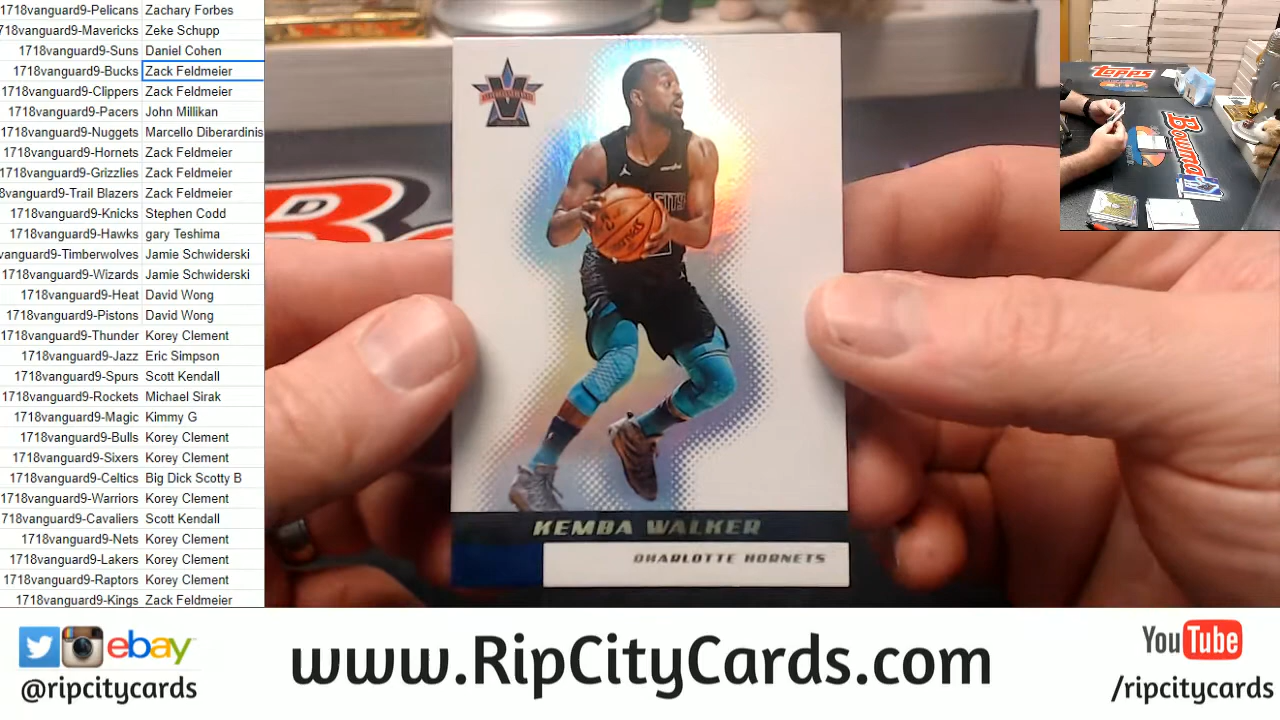 1718vanguard9-Pelicans Zachary Forbes
1718vanguard9-Mavericks Zeke Schupp
1718vanguard9-Suns Daniel Cohen
1718vanguard9-Bucks Zack Feldmeier
1718vanguard9-Clippers Zack Feldmeier
1718vanguard9-Pacers John Millikan
1718vanguard9-Nuggets Marcello Diberardinis
1718vanguard9-Hornets Zack Feldmeier
1718vanguard9-Grizzlies Zack Feldmeier
8vanguard9-Trail Blazers Zack Feldmeier
1718vanguard9-Knicks Stephen Codd
1718vanguard9-Hawks gary Teshima
vanguard9-Timberwolves Jamie Schwiderski
1718vanguard9-Wizards Jamie Schwiderski
1718vanguard9-Heat David Wong
1718vanguard9-Pistons David Wong
1718vanguard9-Thunder Korey Clement
1718vanguard9-Jazz Eric Simpson
1718vanguard9-Spurs Scott Kendall
1718vanguard9-Rockets Michael Sirak
1718vanguard9-Magic Kimmy G
1718vanguard9-Bulls Korey Clement
1718vanguard9-Sixers Korey Clement
1718vanguard9-Celtics Big Dick Scotty B
1718vanguard9-Warriors Korey Clement
718vanguard9-Cavaliers Scott Kendall
1718vanguard9-Nets Korey Clement
1718vanguard9-Lakers Korey Clement
1718vanguard9-Raptors Korey Clement
1718vanguard9-Kings Zack Feldmeier
V
SPALDING
KEMBA WALKER
CHARLOTTE HORNETS
Topps
Bowma
ebay
@ripcitycards
www.RipCityCards.com
YouTube
/ripcitycards